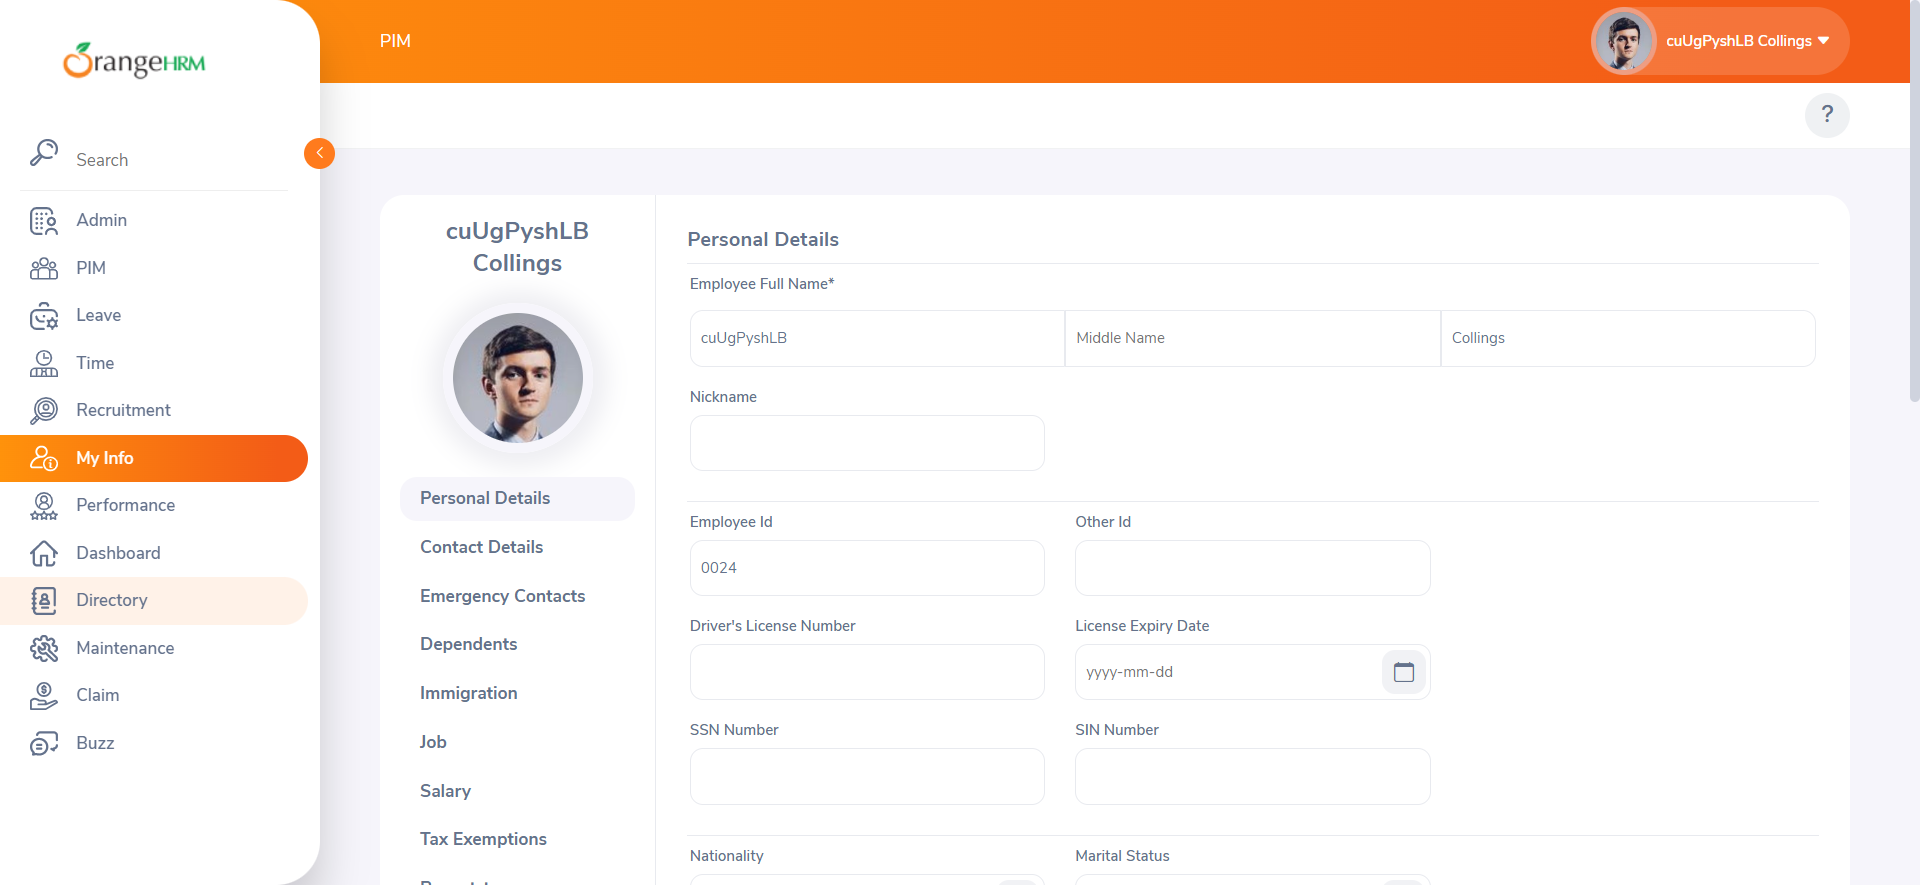 OrangeHRM
PIM
cuUgPyshLB Collings
?
Search
Admin
PIM
Leave
Time
Recruitment
My Info
Performance
Dashboard
Directory
Maintenance
Claim
Buzz
cuUgPyshLB
Collings
Personal Details
Contact Details
Emergency Contacts
Dependents
Immigration
Job
Salary
Tax Exemptions
Personal Details
Employee Full Name*
cuUgPyshLB Middle Name Collings
Nickname
Employee Id Other Id
0024
Driver's License Number License Expiry Date
yyyy-mm-dd
SSN Number SIN Number
Nationality Marital Status